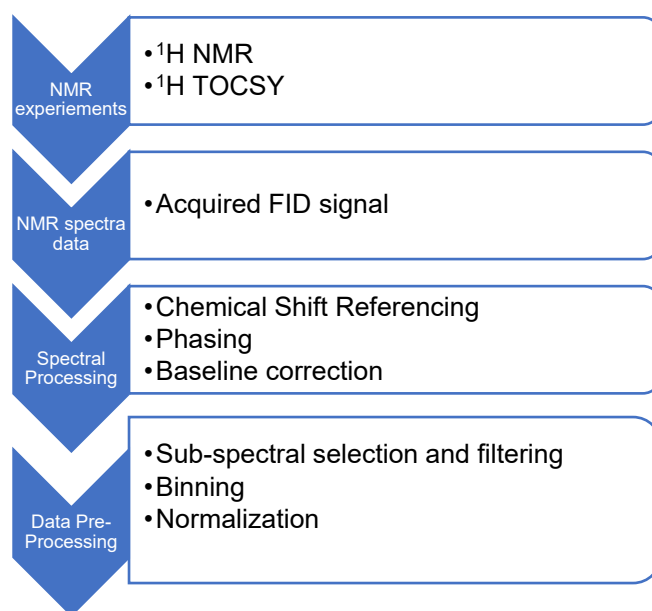 NMR
experiements
•¹H NMR
•¹H TOCSY
NMR spectra
data
•Acquired FID signal
Spectral
Processing
•Chemical Shift Referencing
•Phasing
•Baseline correction
Data Pre-
Processing
•Sub-spectral selection and filtering
•Binning
•Normalization